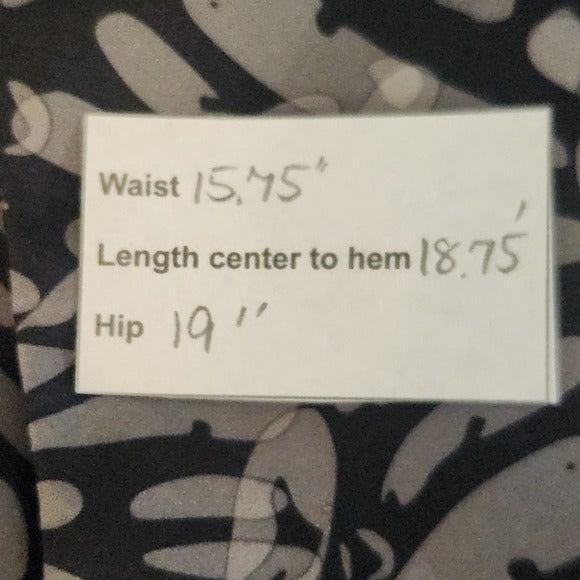 Waist 15.75"
Length center to hem 18.75'
Hip 19"